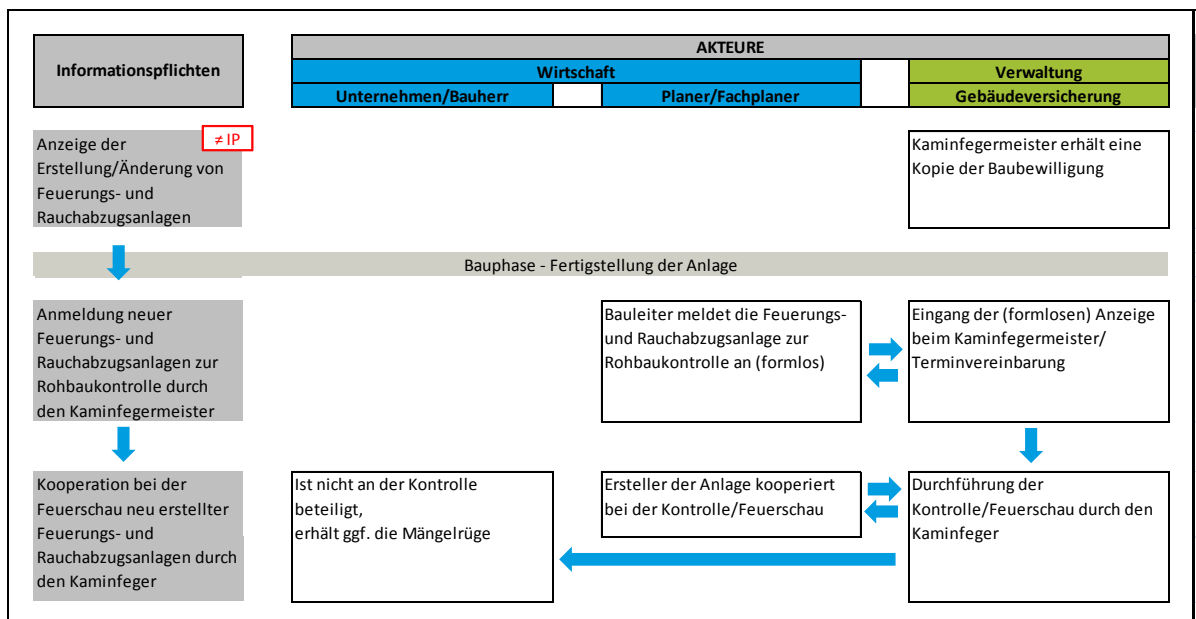 Informationspflichten
AKTEURE
Wirtschaft
Verwaltung
Unternehmen/Bauherr
Planer/Fachplaner
Gebäudeversicherung
≠ IP
Anzeige der
Erstellung/Änderung von
Feuerungs- und
Rauchabzugsanlagen
Kaminfegermeister erhält eine
Kopie der Baubewilligung
Bauphase - Fertigstellung der Anlage
Anmeldung neuer
Feuerungs- und
Rauchabzugsanlagen zur
Rohbaukontrolle durch
den Kaminfegermeister
Bauleiter meldet die Feuerungs-
und Rauchabzugsanlage zur
Rohbaukontrolle an (formlos)
Eingang der (formlosen) Anzeige
beim Kaminfegermeister/
Terminvereinbarung
Kooperation bei der
Feuerschau neu erstellter
Feuerungs- und
Rauchabzugsanlagen durch
den Kaminfeger
Ist nicht an der Kontrolle
beteiligt,
erhält ggf. die Mängelrüge
Ersteller der Anlage kooperiert
bei der Kontrolle/Feuerschau
Durchführung der
Kontrolle/Feuerschau durch den
Kaminfeger